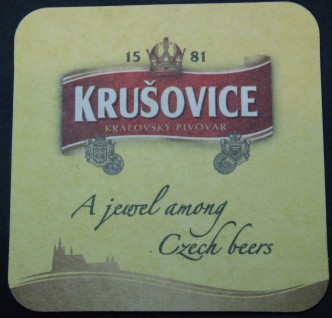 15 81
KRUŠOVICE
KRÁLOVSKÝ PIVOVAR
A jewel among
Czech beers